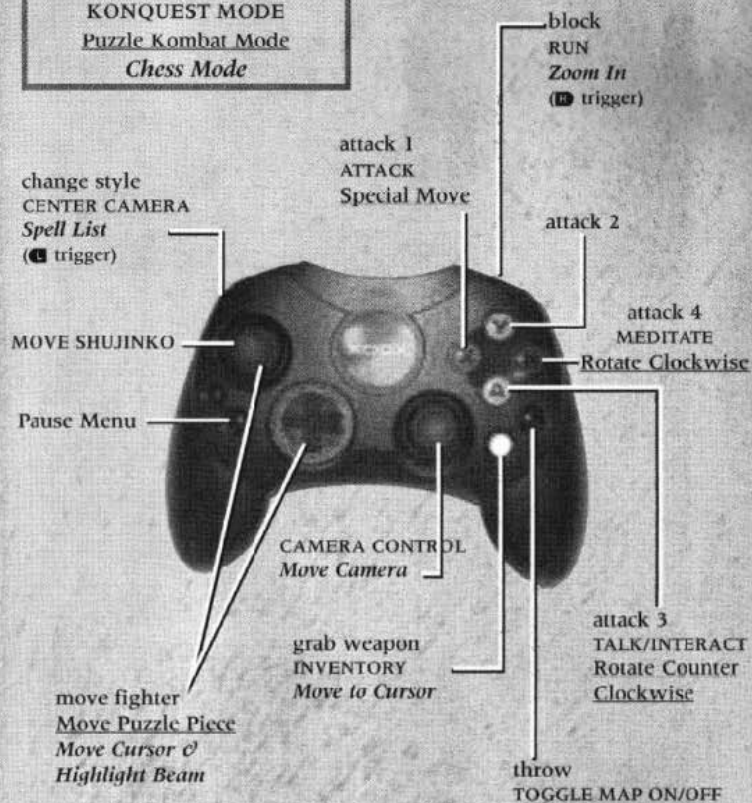 KONQUEST MODE
Puzzle Kombat Mode
Chess Mode
block
RUN
Zoom In
(R trigger)
attack 1
ATTACK
Special Move
change style
CENTER CAMERA
Spell List
(L trigger)
attack 2
attack 4
MEDITATE
Rotate Clockwise
MOVE SHUJINKO
Pause Menu
CAMERA CONTROL
Move Camera
grab weapon
INVENTORY
Move to Cursor
attack 3
TALK/INTERACT
Rotate Counter
Clockwise
move fighter
Move Puzzle Piece
Move Cursor &
Highlight Beam
throw
TOGGLE MAP ON/OFF
Y
A